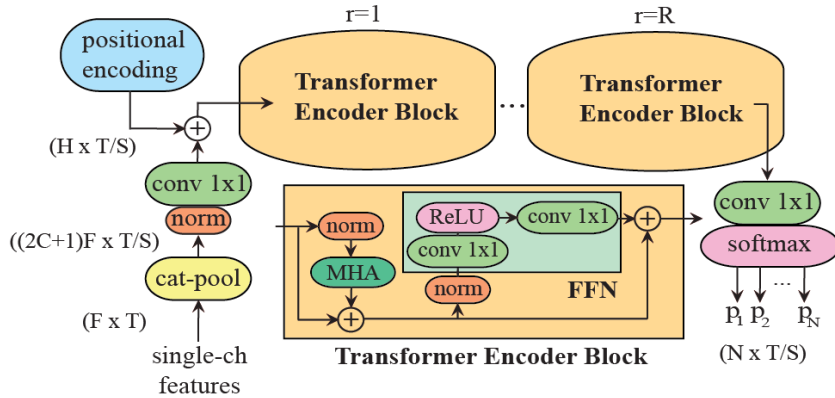 r=1
r=R
positional
encoding
Transformer
Encoder Block
...
Transformer
Encoder Block
+
(H x T/S)
conv 1x1
norm
((2C+1)F x T/S)
cat-pool
(F x T)
single-ch
features
norm
MHA
+
ReLU
conv 1x1
conv 1x1
norm
FFN
+
Transformer Encoder Block
conv 1x1
softmax
...
p1 p2 pN
(N x T/S)